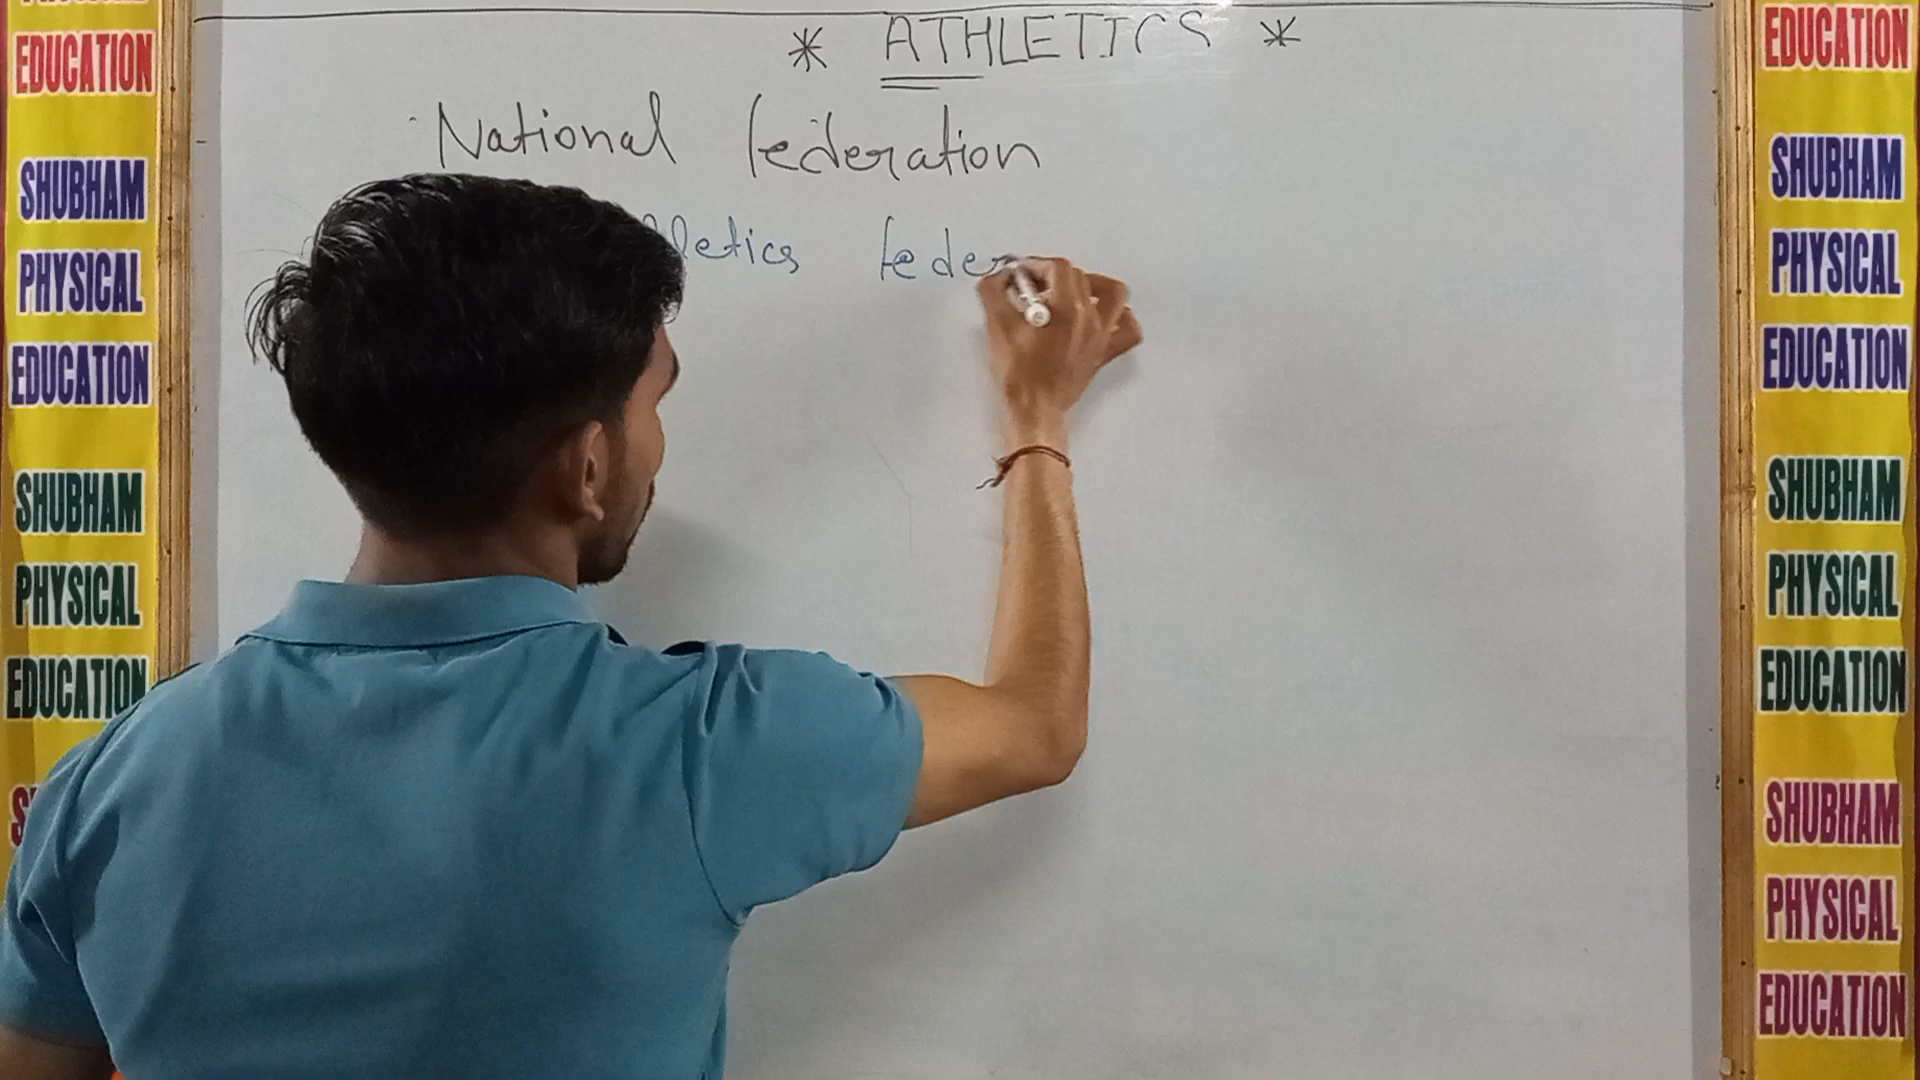 * ATHLETICS *
National federation
letics feder
EDUCATION
SHUBHAM
PHYSICAL
EDUCATION
SHUBHAM
PHYSICAL
EDUCATION
EDUCATION
SHUBHAM
PHYSICAL
EDUCATION
SHUBHAM
PHYSICAL
EDUCATION
SHUBHAM
PHYSICAL
EDUCATION